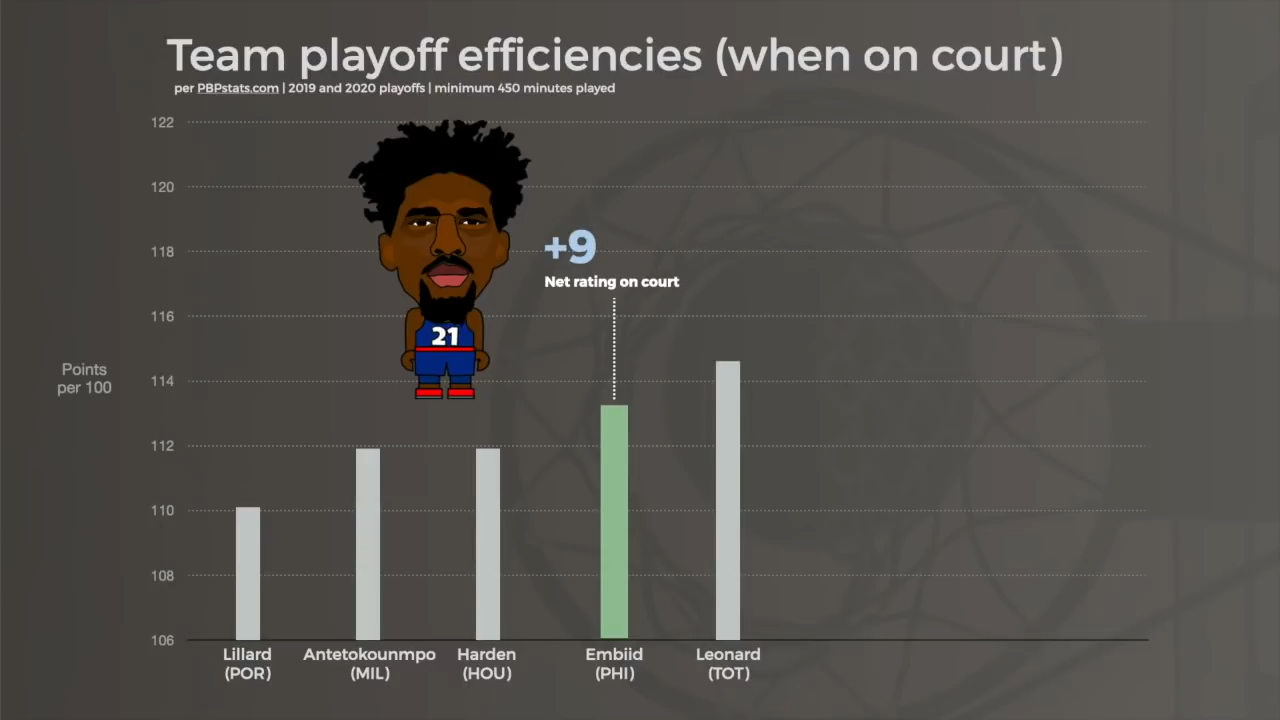 Team playoff efficiencies (when on court)
per PBPstats.com | 2019 and 2020 playoffs | minimum 450 minutes played
122
120
118
116
114
112
110
108
106
Points
per 100
+9
Net rating on court
21
Lillard
(POR)
Antetokounmpo
(MIL)
Harden
(HOU)
Embiid
(PHI)
Leonard
(TOT)